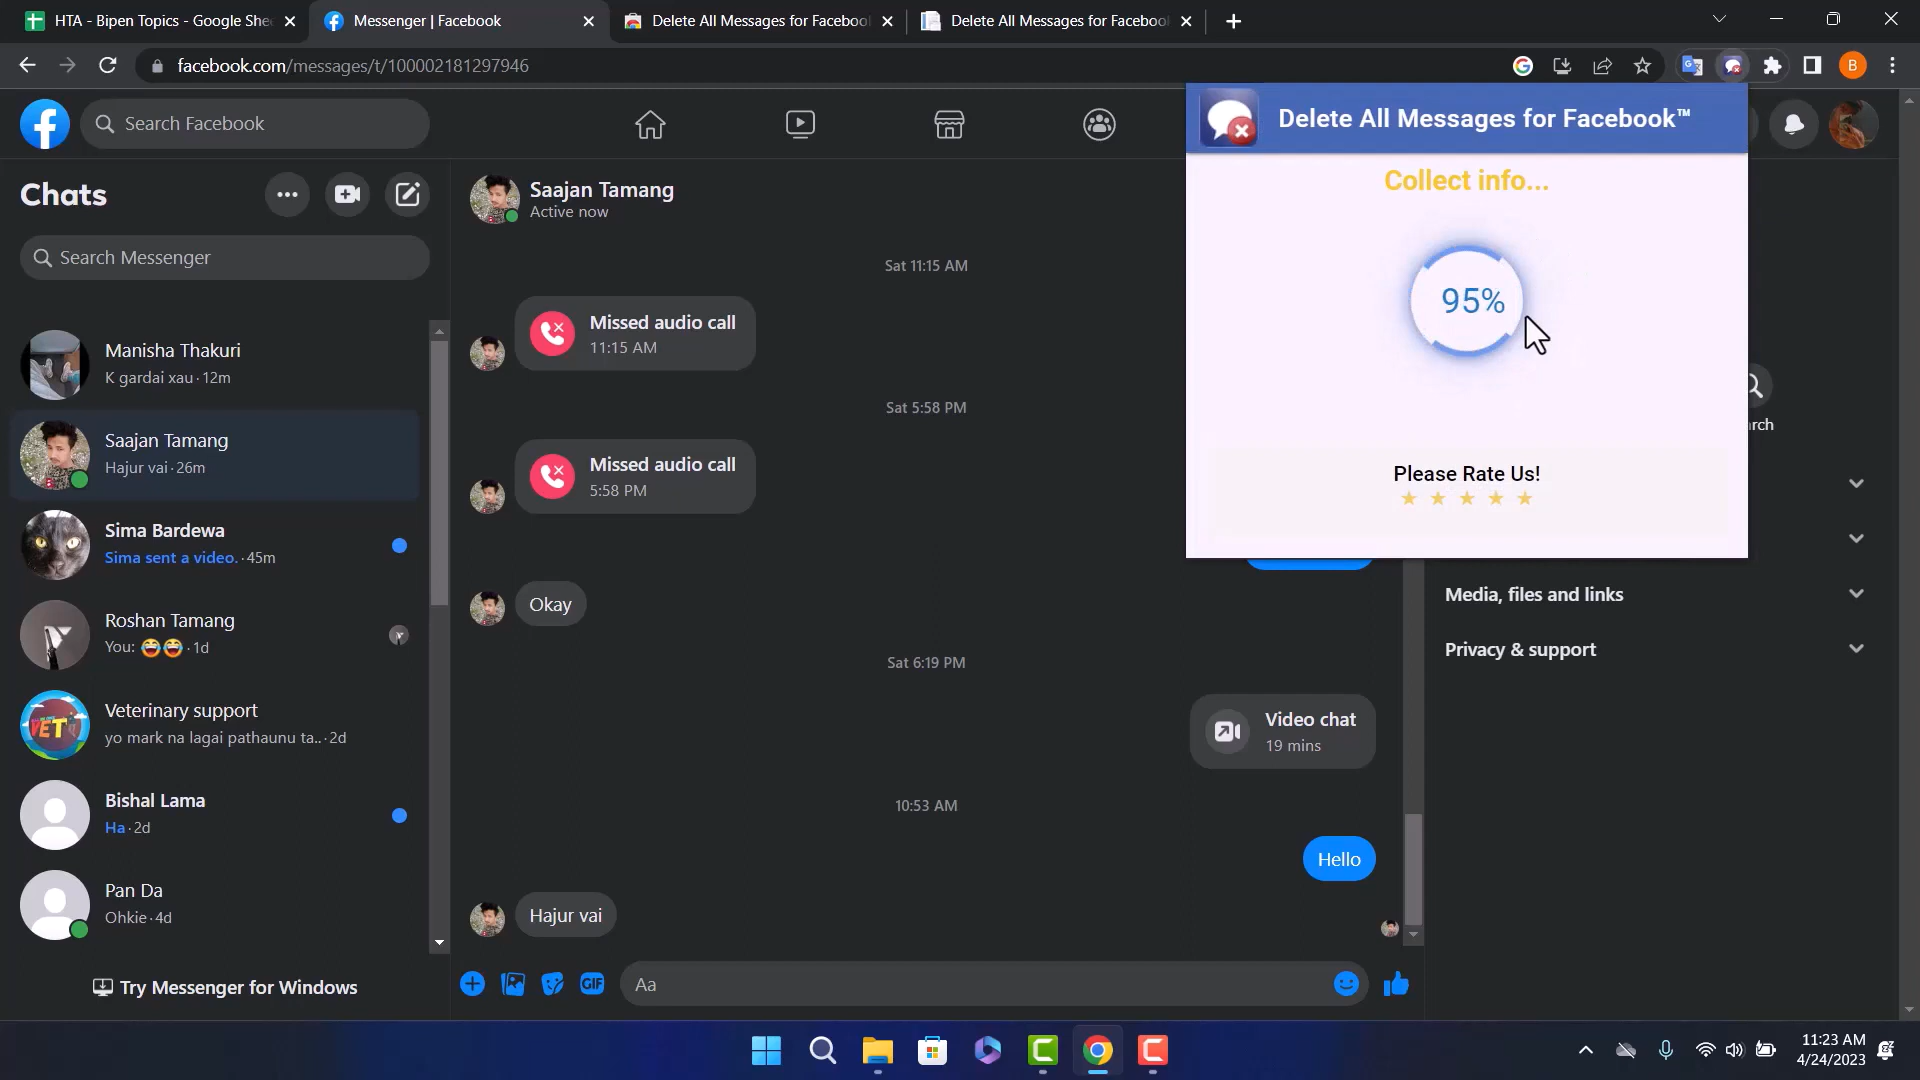 HTA - Bipen Topics - Google She
Messenger | Facebook
Delete All Messages for Faceboo
Delete All Messages for Faceboo
facebook.com/messages/t/100002181297946
B
Search Facebook
Delete All Messages for Facebook™
Collect info...
95%
Please Rate Us!
Chats
Search Messenger
Manisha Thakuri
K gardai xau · 12m
Saajan Tamang
Hajur vai · 26m
Sima Bardewa
Sima sent a video. · 45m
Roshan Tamang
You: 😂😂 · 1d
Veterinary support
yo mark na lagai pathaunu ta.. · 2d
Bishal Lama
Ha · 2d
Pan Da
Ohkie · 4d
Try Messenger for Windows
Saajan Tamang
Active now
Sat 11:15 AM
Missed audio call
11:15 AM
Sat 5:58 PM
Missed audio call
5:58 PM
Okay
Sat 6:19 PM
Video chat
19 mins
10:53 AM
Hello
Hajur vai
GIF
Aa
rch
Media, files and links
Privacy & support
11:23 AM
4/24/2023